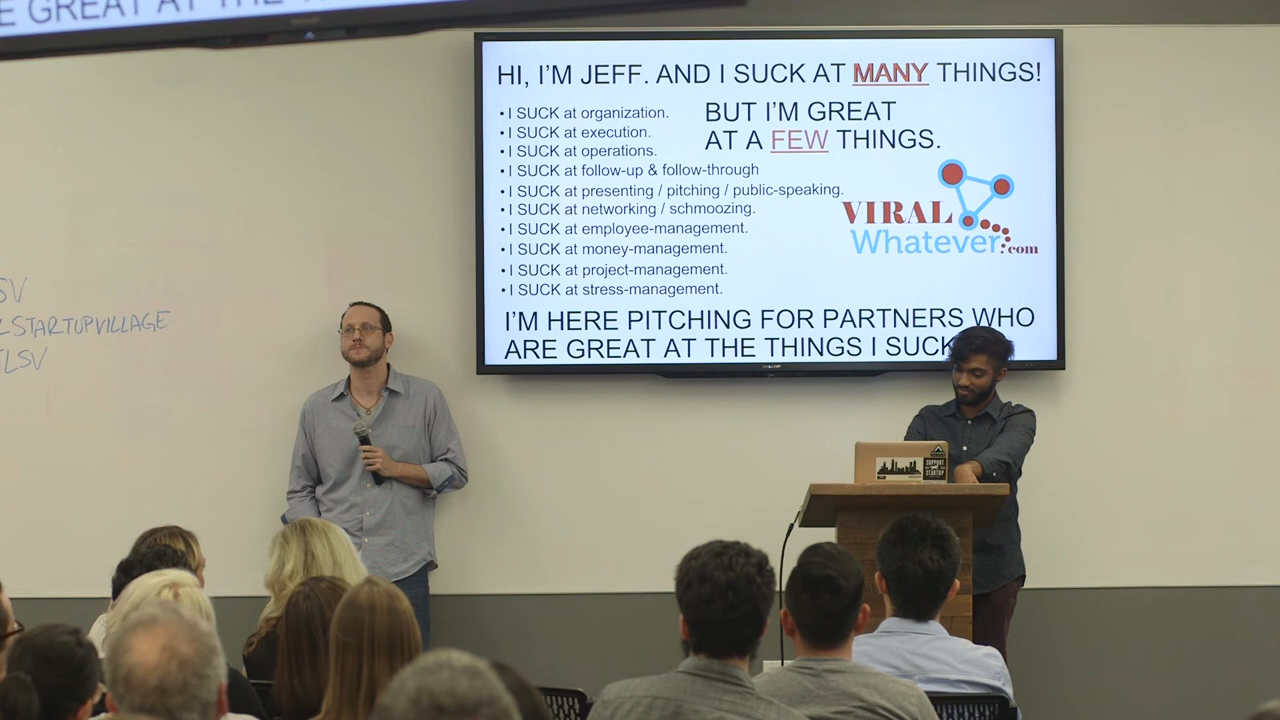 E GREAT AT THE
HI, I'M JEFF. AND I SUCK AT MANY THINGS!
• I SUCK at organization.
• I SUCK at execution.
• I SUCK at operations.
• I SUCK at follow-up & follow-through
• I SUCK at presenting / pitching / public-speaking.
• I SUCK at networking / schmoozing.
• I SUCK at employee-management.
• I SUCK at money-management.
• I SUCK at project-management.
• I SUCK at stress-management.
BUT I'M GREAT
AT A FEW THINGS.
VIRAL
Whatever.com
I'M HERE PITCHING FOR PARTNERS WHO
ARE GREAT AT THE THINGS I SUCK
SV
LSTARTUPVILLAGE
TLSV
SUPPORT
STARTUP